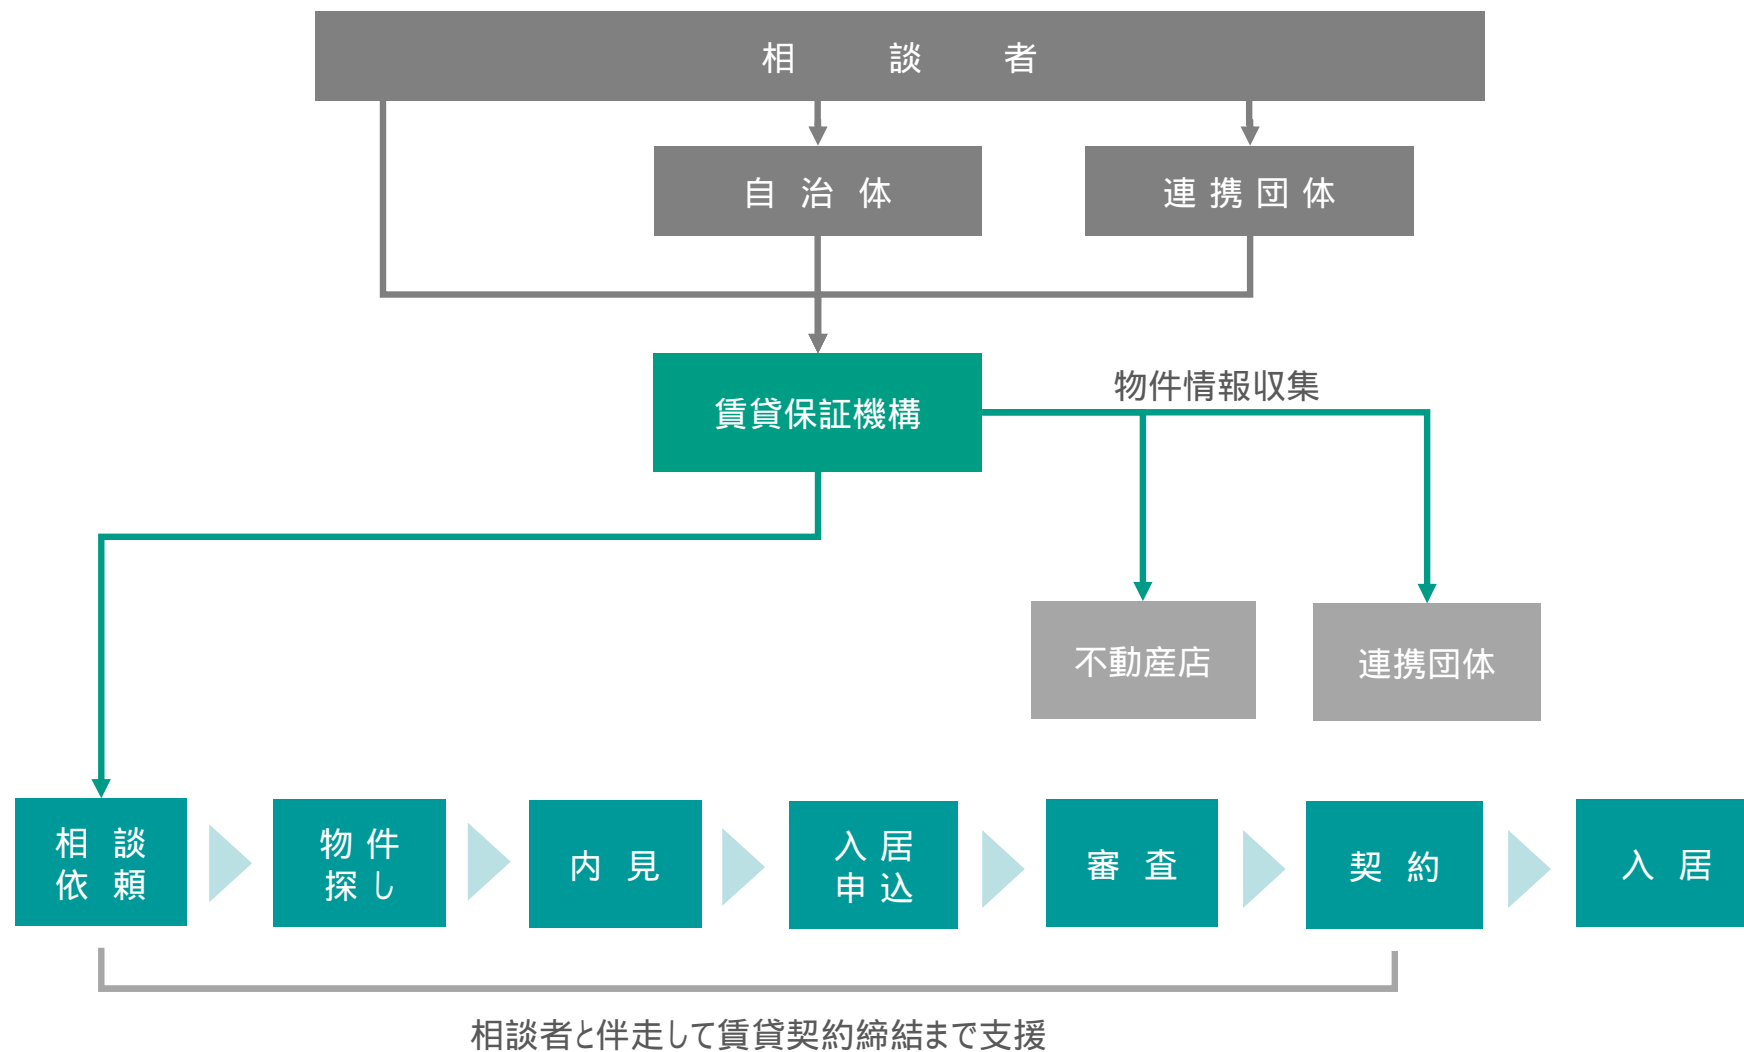 相談者
自治体
連携団体
賃貸保証機構
物件情報収集
不動産店
連携団体
相談
依頼
物件
探し
内見
入居
申込
審査
契約
入居
相談者と伴走して賃貸契約締結まで支援